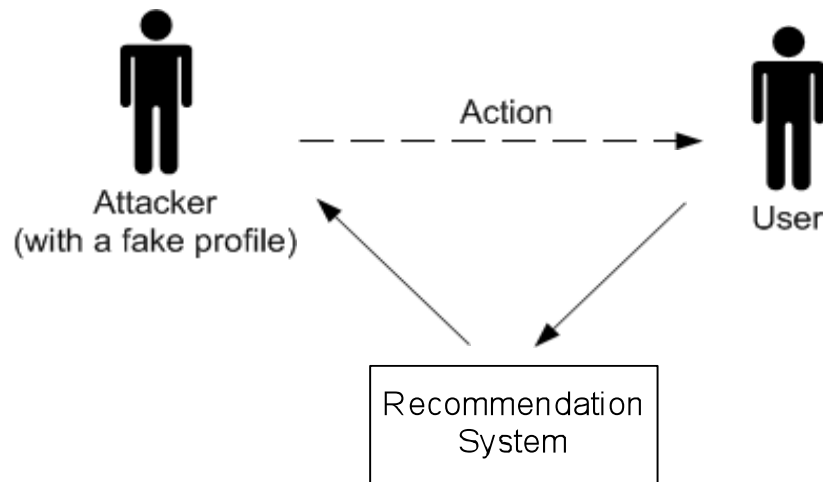 Action
Attacker
(with a fake profile)
User
Recommendation
System